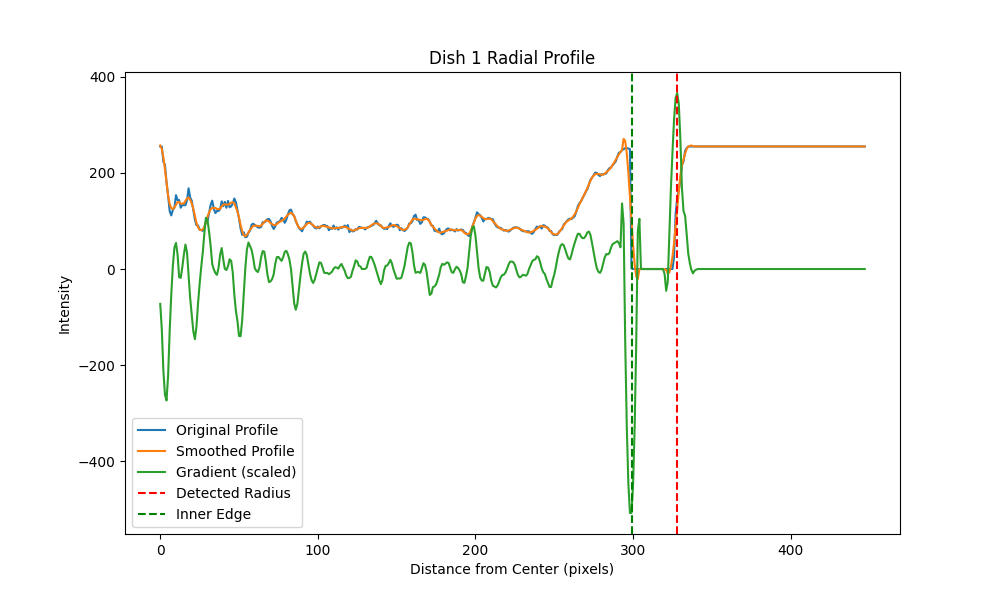 Dish 1 Radial Profile
400
200
0
−200
−400
Intensity
Original Profile
Smoothed Profile
Gradient (scaled)
Detected Radius
Inner Edge
0 100 200 300 400
Distance from Center (pixels)